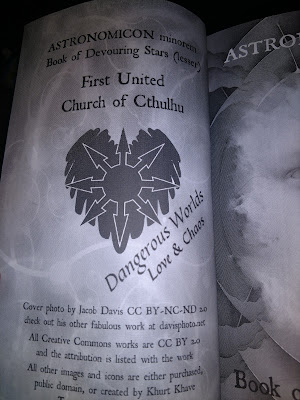 ASTRONOMICON minorem
Book of Devouring Stars (lesser)
First United
Church of Cthulhu
Dangerous Worlds
Love & Chaos
Cover photo by Jacob Davis CC BY-NC-ND 2.0
check out his other fabulous work at davisphoto.net
All Creative Commons works are CC BY 2.0
and the attribution is listed with the work
All other images and icons are either purchased,
public domain, or created by Khurt Khave
ASTRON
Book